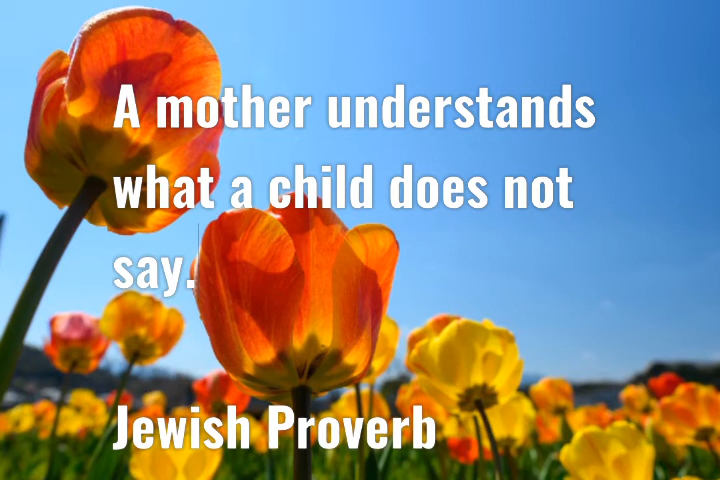 A mother understands
what a child does not
say.
Jewish Proverb